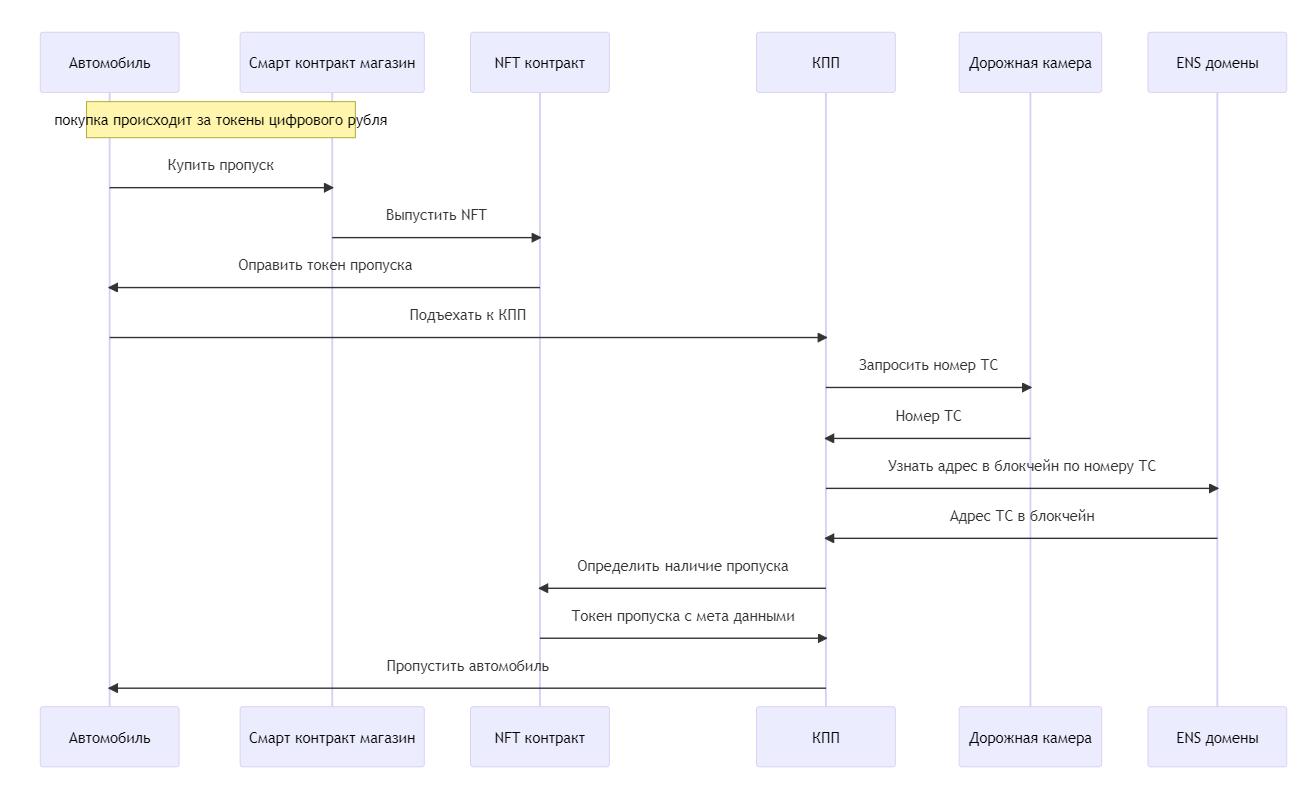 Автомобиль
Смарт контракт магазин
NFT контракт
КПП
Дорожная камера
ENS домены
покупка происходит за токены цифрового рубля
Купить пропуск
Выпустить NFT
Оправить токен пропуска
Подъехать к КПП
Запросить номер ТС
Номер ТС
Узнать адрес в блокчейн по номеру ТС
Адрес ТС в блокчейн
Определить наличие пропуска
Токен пропуска с мета данными
Пропустить автомобиль
Автомобиль
Смарт контракт магазин
NFT контракт
КПП
Дорожная камера
ENS домены